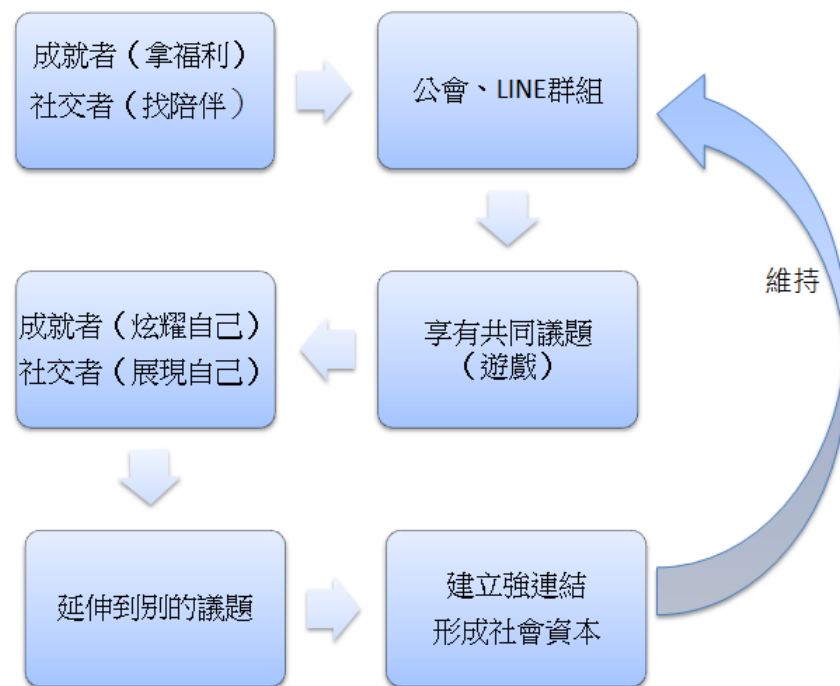 成就者（拿福利）
社交者（找陪伴）
公會、LINE群組
享有共同議題
（遊戲）
成就者（炫耀自己）
社交者（展現自己）
延伸到別的議題
建立強連結
形成社會資本
維持